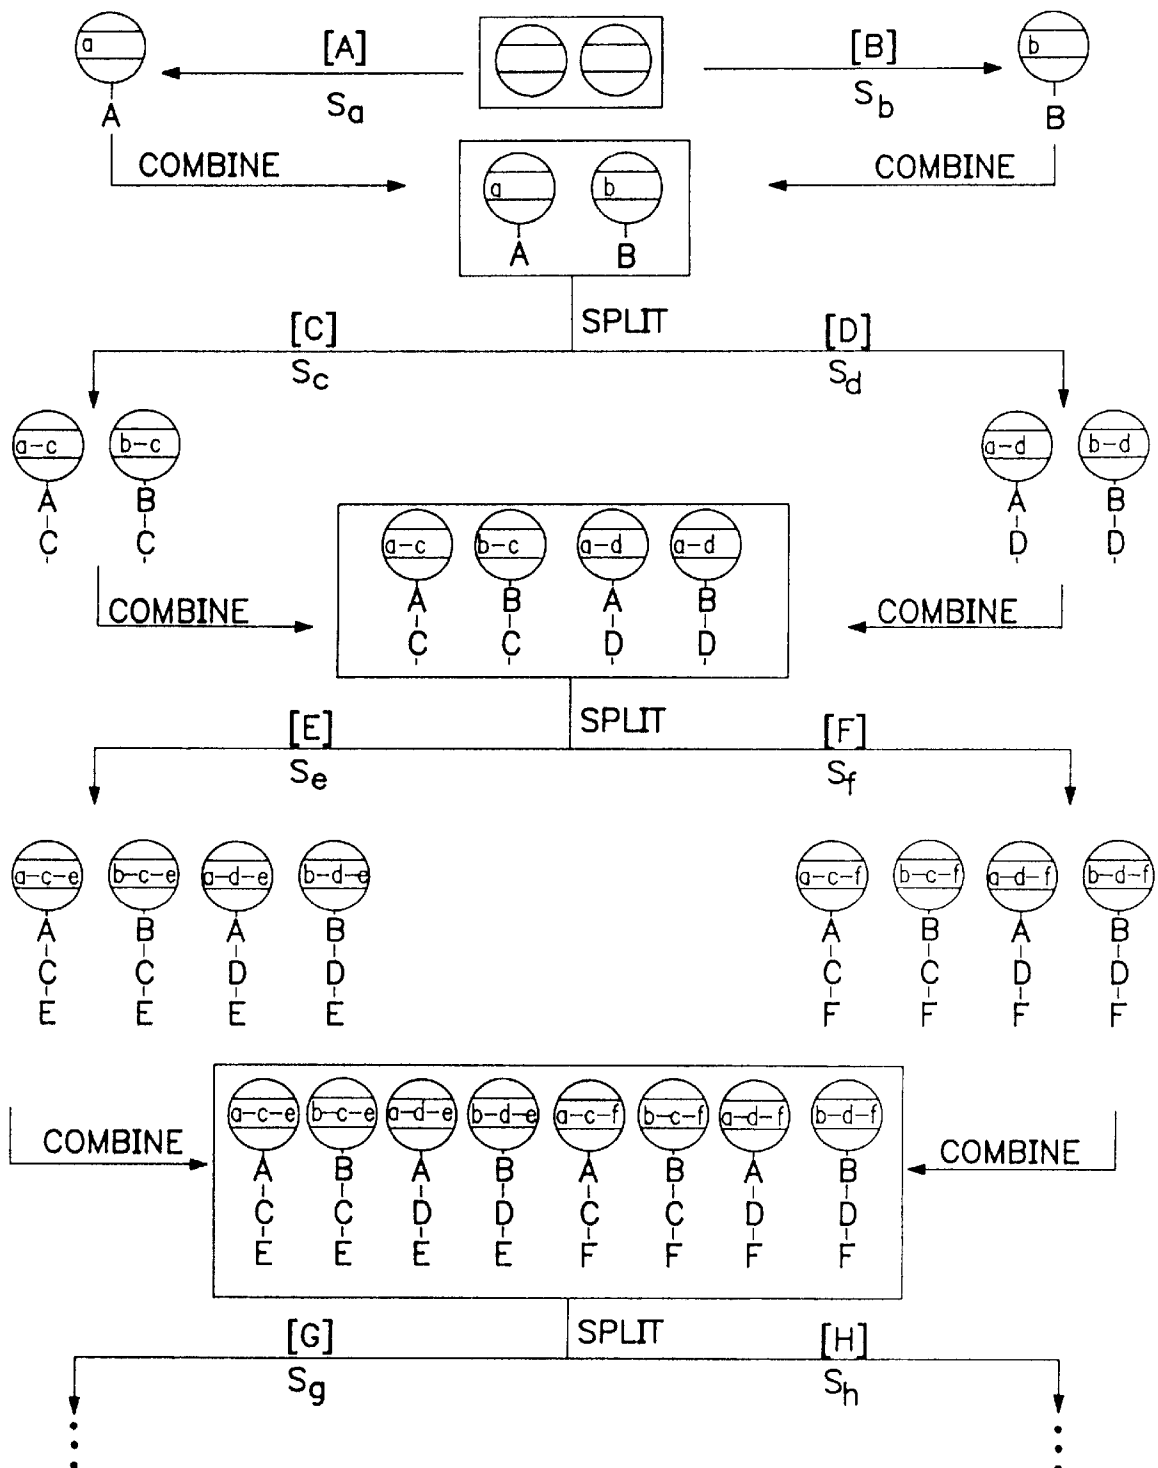 a [A] [B] b
A Sa Sb B
COMBINE a b COMBINE
A B
SPLIT
[C] [D]
Sc Sd
a-c b-c a-d b-d
A B A B
C C D D
a-c b-c a-d a-d
A B A B
COMBINE COMBINE
C C D D
SPLIT
[E] [F]
Se Sf
a-c-e b-c-e a-d-e b-d-e a-c-f b-c-f a-d-f b-d-f
A B A B A B A B
C C D D C C D D
E E E E F F F F
a-c-e b-c-e a-d-e b-d-e a-c-f b-c-f a-d-f b-d-f
COMBINE COMBINE
A B A B A B A B
C C D D C C D D
E E E E F F F F
SPLIT
[G] [H]
Sg Sh